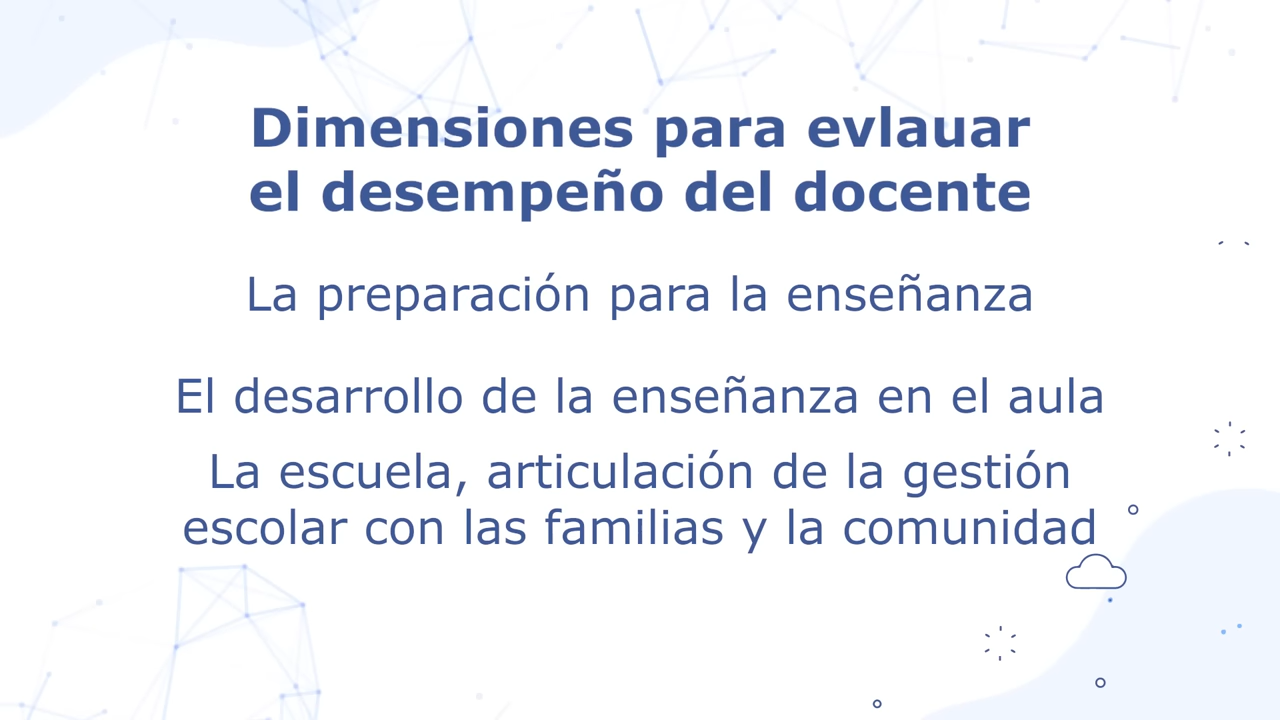 Dimensiones para evlauar
el desempeño del docente
La preparación para la enseñanza
El desarrollo de la enseñanza en el aula
La escuela, articulación de la gestión
escolar con las familias y la comunidad